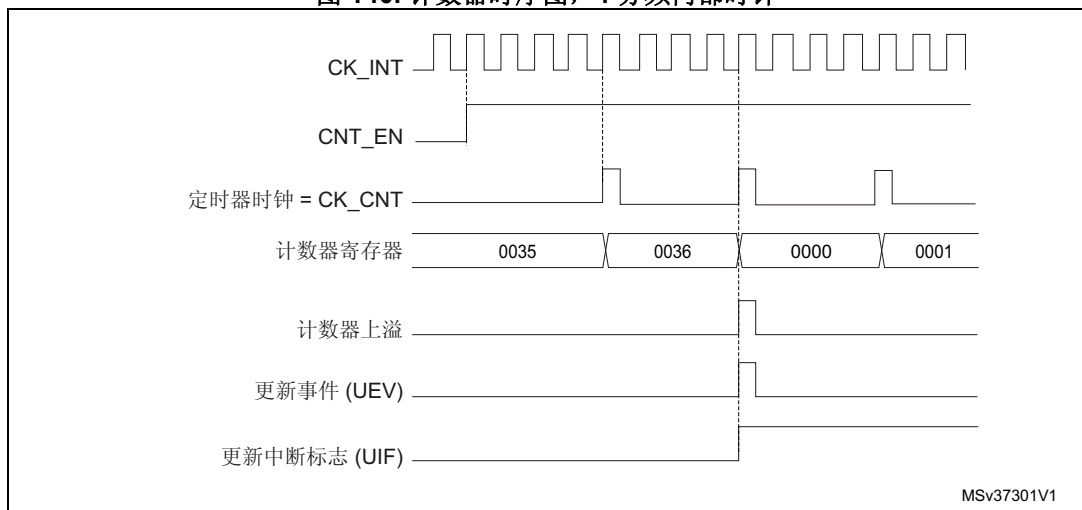 CK_INT
CNT_EN
定时器时钟 = CK_CNT
计数器寄存器 0035 0036 0000 0001
计数器上溢
更新事件 (UEV)
更新中断标志 (UIF)
MSv37301V1